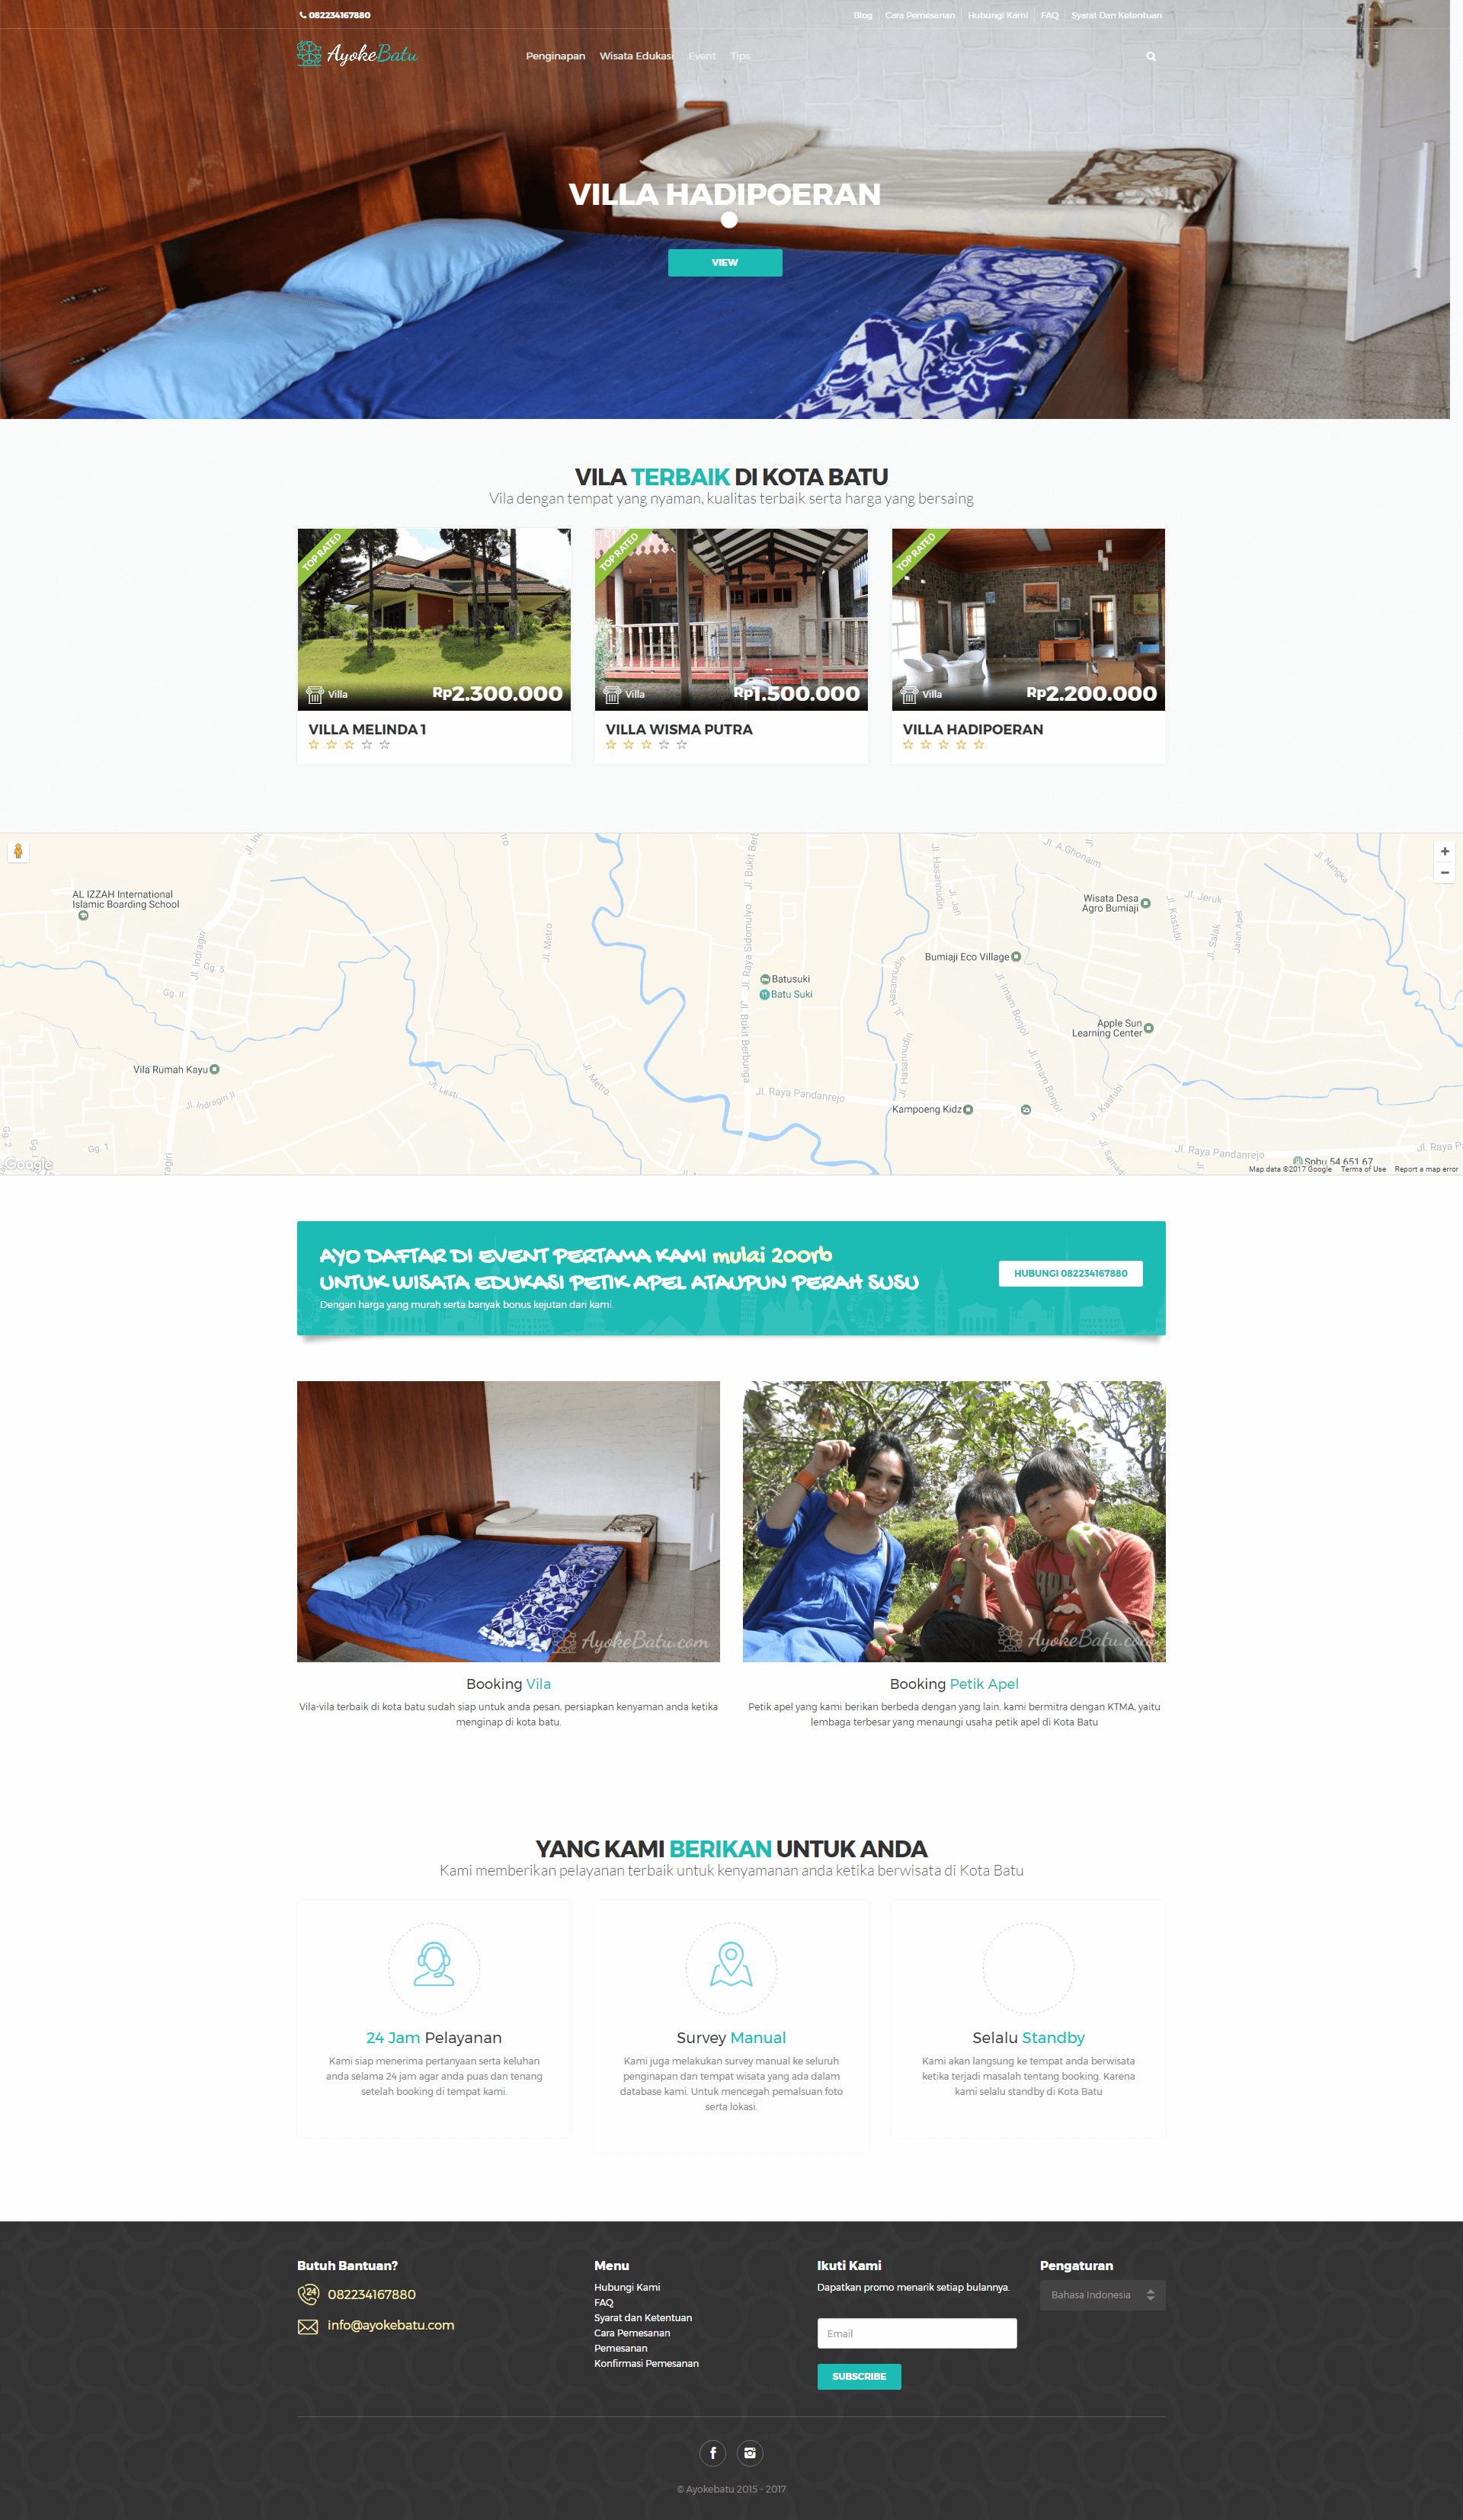 082234167880
Blog
Cara Pemesanan
Hubungi Kami
FAQ
Syarat Dan Ketentuan
AyokeBatu
Penginapan
Wisata Edukasi
Event
Tips
VILLA HADIPOERAN
VIEW
VILA TERBAIK DI KOTA BATU
Vila dengan tempat yang nyaman, kualitas terbaik serta harga yang bersaing
TOP RATED
Villa
Rp2.300.000
VILLA MELINDA 1
TOP RATED
Villa
Rp1.500.000
VILLA WISMA PUTRA
TOP RATED
Villa
Rp2.200.000
VILLA HADIPOERAN
AL IZZAH International
Islamic Boarding School
Jl. Indragiri
Gg. 5
Gg. II
Vila Rumah Kayu
Jl. Indragiri II
Gg. 2
Gg. 1
Jl. Metro
Jl. Lesti
Jl. Metro
Jl. Raya Sidomulyo
Jl. Bukit Berbunga
Batusuki
Batu Suki
Jl. Raya Pandanrejo
Jl. Hasannudin
Jl. Jati
Jl. Hasannudin
Jl. A.Ghonaim
Wisata Desa
Agro Bumiaji
Jl. Kastubi
Jl. Jeruk
Jl. Salak
Jalan Apel
Jl. Nangka
Bumiaji Eco Village
Jl. Imam Bonjol
Apple Sun
Learning Center
Jl. Imam Bonjol
Jl. Kastubi
Kampoeng Kidz
Jl. Raya Pandanrejo
Spbu 54.651.67
Google
Map data ©2017 Google
Terms of Use
Report a map error
AYO DAFTAR DI EVENT PERTAMA KAMI mulai 200rb
UNTUK WISATA EDUKASI PETIK APEL ATAUPUN PERAH SUSU
Dengan harga yang murah serta banyak bonus kejutan dari kami.
HUBUNGI 082234167880
AyokeBatu.com
AyokeBatu.com
Booking Vila
Vila-vila terbaik di kota batu sudah siap untuk anda pesan, persiapkan kenyaman anda ketika
menginap di kota batu.
Booking Petik Apel
Petik apel yang kami berikan berbeda dengan yang lain. kami bermitra dengan KTMA, yaitu
lembaga terbesar yang menaungi usaha petik apel di Kota Batu
YANG KAMI BERIKAN UNTUK ANDA
Kami memberikan pelayanan terbaik untuk kenyamanan anda ketika berwisata di Kota Batu
24 Jam Pelayanan
Kami siap menerima pertanyaan serta keluhan
anda selama 24 jam agar anda puas dan tenang
setelah booking di tempat kami.
Survey Manual
Kami juga melakukan survey manual ke seluruh
penginapan dan tempat wisata yang ada dalam
database kami. Untuk mencegah pemalsuan foto
serta lokasi.
Selalu Standby
Kami akan langsung ke tempat anda berwisata
ketika terjadi masalah tentang booking. Karena
kami selalu standby di Kota Batu
Butuh Bantuan?
24
082234167880
info@ayokebatu.com
Menu
Hubungi Kami
FAQ
Syarat dan Ketentuan
Cara Pemesanan
Pemesanan
Konfirmasi Pemesanan
Ikuti Kami
Dapatkan promo menarik setiap bulannya.
Email
SUBSCRIBE
Pengaturan
Bahasa Indonesia
© Ayokebatu 2015 - 2017